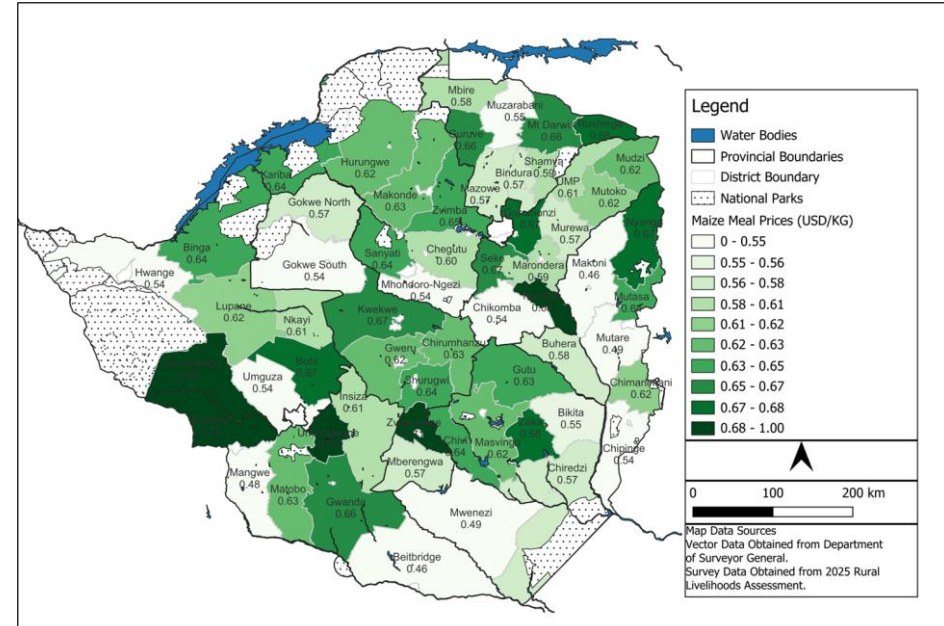 Mbire
0.58
Muzarabani
0.55
Guruve
0.66
Mt Darwin
0.66
Hurungwe
0.62
Kariba
0.64
Makonde
0.63
Shamva
0.59
Bindura
0.57
Mazowe
0.57
Mudzi
0.62
UMP
0.61
Mutoko
0.62
Gokwe North
0.57
Zvimba
0.65
Murewa
0.57
Nyanga
Binga
0.64
Sanyati
0.64
Chegutu
0.60
Seke
0.67
Marondera
0.59
Makoni
0.46
Hwange
0.54
Gokwe South
0.54
Mhondoro-Ngezi
0.54
Chikomba
0.54
Mutasa
Lupane
0.62
Nkayi
0.61
Kwekwe
0.67
Mutare
0.49
Gweru
0.62
Chirumhanzu
0.63
Buhera
0.58
Bubi
0.67
Umguza
0.54
Shurugwi
0.64
Gutu
0.63
Chimanimani
0.62
Insiza
0.61
Bikita
0.55
Chivi
0.64
Masvingo
0.62
Zaka
0.68
Mangwe
0.48
Matobo
0.63
Mberengwa
0.57
Chiredzi
0.57
Chipinge
0.54
Gwanda
0.66
Mwenezi
0.49
Beitbridge
0.46
Legend
Water Bodies
Provincial Boundaries
District Boundary
National Parks
Maize Meal Prices (USD/KG)
0 - 0.55
0.55 - 0.56
0.56 - 0.58
0.58 - 0.61
0.61 - 0.62
0.62 - 0.63
0.63 - 0.65
0.65 - 0.67
0.67 - 0.68
0.68 - 1.00
0 100 200 km
Map Data Sources
Vector Data Obtained from Department
of Surveyor General.
Survey Data Obtained from 2025 Rural
Livelihoods Assessment.